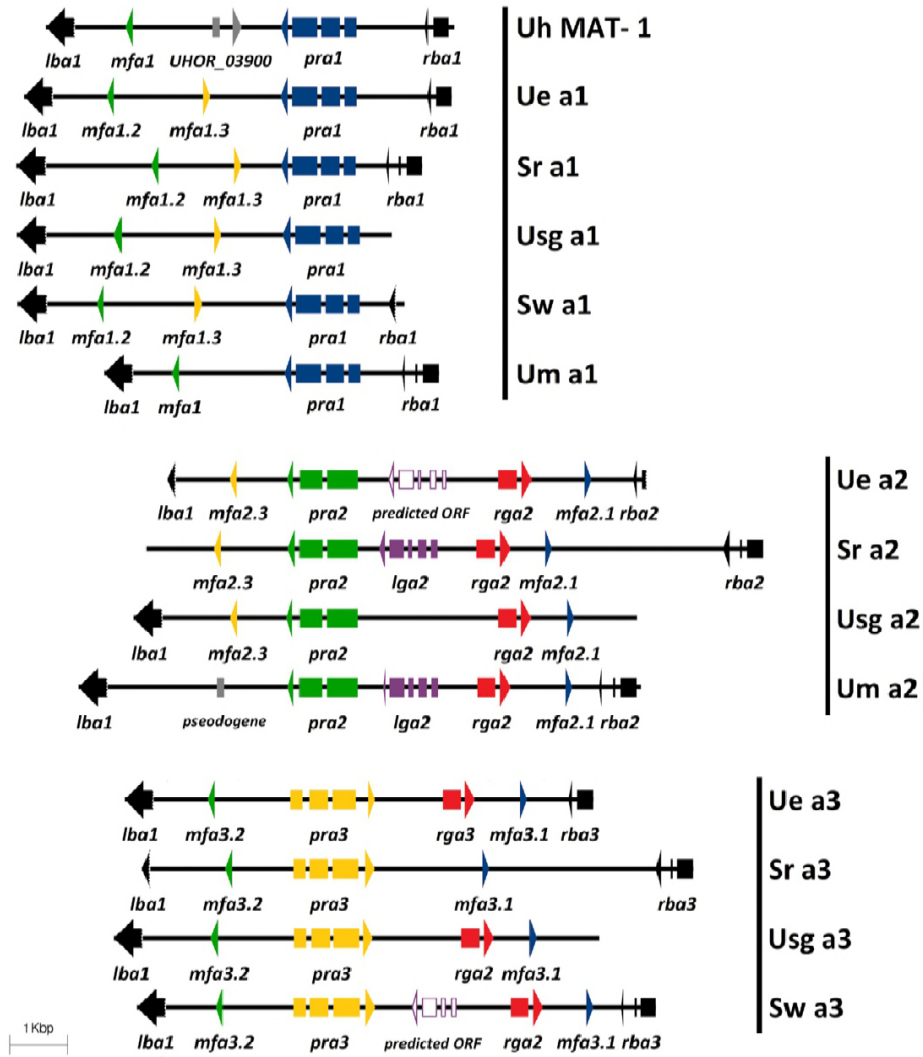 Uh MAT- 1
lba1 mfa1 UHOR_03900 pra1 rba1
Ue a1
lba1 mfa1.2 mfa1.3 pra1 rba1
Sr a1
lba1 mfa1.2 mfa1.3 pra1 rba1
Usg a1
lba1 mfa1.2 mfa1.3 pra1
Sw a1
lba1 mfa1.2 mfa1.3 pra1 rba1
Um a1
lba1 mfa1 pra1 rba1
Ue a2
lba1 mfa2.3 pra2 predicted ORF rga2 mfa2.1 rba2
Sr a2
mfa2.3 pra2 lga2 rga2 mfa2.1 rba2
Usg a2
lba1 mfa2.3 pra2 rga2 mfa2.1
Um a2
lba1 pseodogene pra2 lga2 rga2 mfa2.1 rba2
Ue a3
lba1 mfa3.2 pra3 rga3 mfa3.1 rba3
Sr a3
lba1 mfa3.2 pra3 mfa3.1 rba3
Usg a3
lba1 mfa3.2 pra3 rga2 mfa3.1
Sw a3
lba1 mfa3.2 pra3 predicted ORF rga2 mfa3.1 rba3
1Kbp